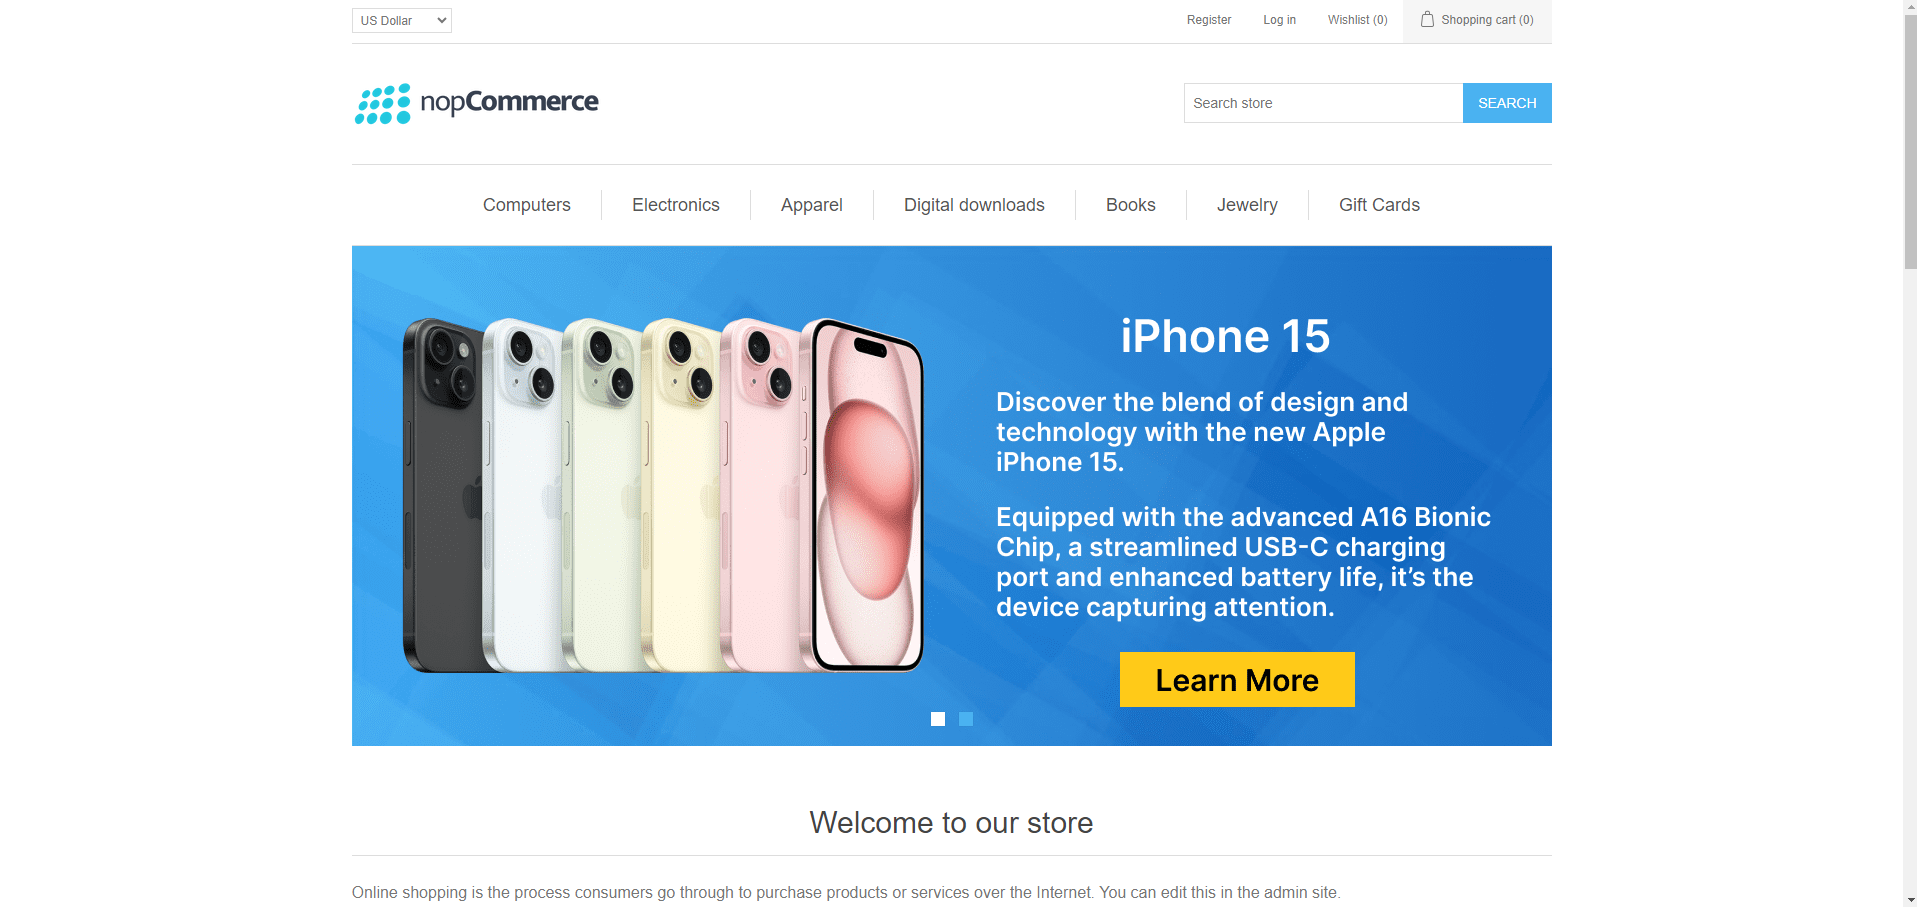 US Dollar
Register
Log in
Wishlist (0)
Shopping cart (0)
nopCommerce
Search store
SEARCH
Computers
Electronics
Apparel
Digital downloads
Books
Jewelry
Gift Cards
iPhone 15
Discover the blend of design and
technology with the new Apple
iPhone 15.
Equipped with the advanced A16 Bionic
Chip, a streamlined USB-C charging
port and enhanced battery life, it’s the
device capturing attention.
Learn More
Welcome to our store
Online shopping is the process consumers go through to purchase products or services over the Internet. You can edit this in the admin site.